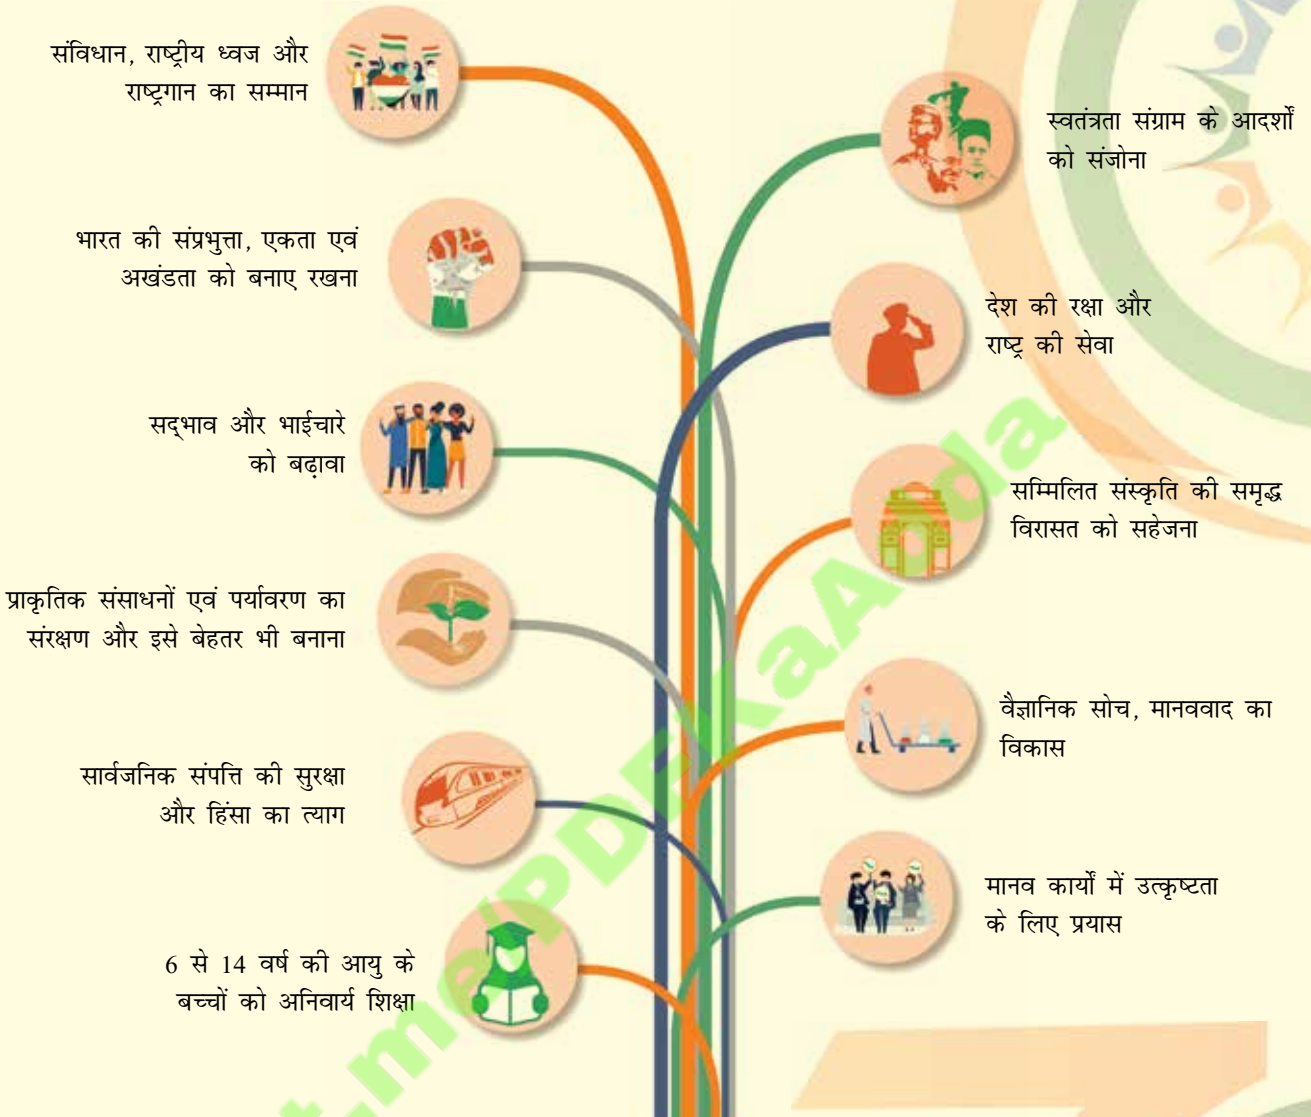 संविधान, राष्ट्रीय ध्वज और
राष्ट्रगान का सम्मान
स्वतंत्रता संग्राम के आदर्शों
को संजोना
भारत की संप्रभुत्ता, एकता एवं
अखंडता को बनाए रखना
देश की रक्षा और
राष्ट्र की सेवा
सद्भाव और भाईचारे
को बढ़ावा
सम्मिलित संस्कृति की समृद्ध
विरासत को सहेजना
प्राकृतिक संसाधनों एवं पर्यावरण का
संरक्षण और इसे बेहतर भी बनाना
वैज्ञानिक सोच, मानववाद का
विकास
सार्वजनिक संपत्ति की सुरक्षा
और हिंसा का त्याग
मानव कार्यों में उत्कृष्टता
के लिए प्रयास
6 से 14 वर्ष की आयु के
बच्चों को अनिवार्य शिक्षा
t.me/PDFKaAdda